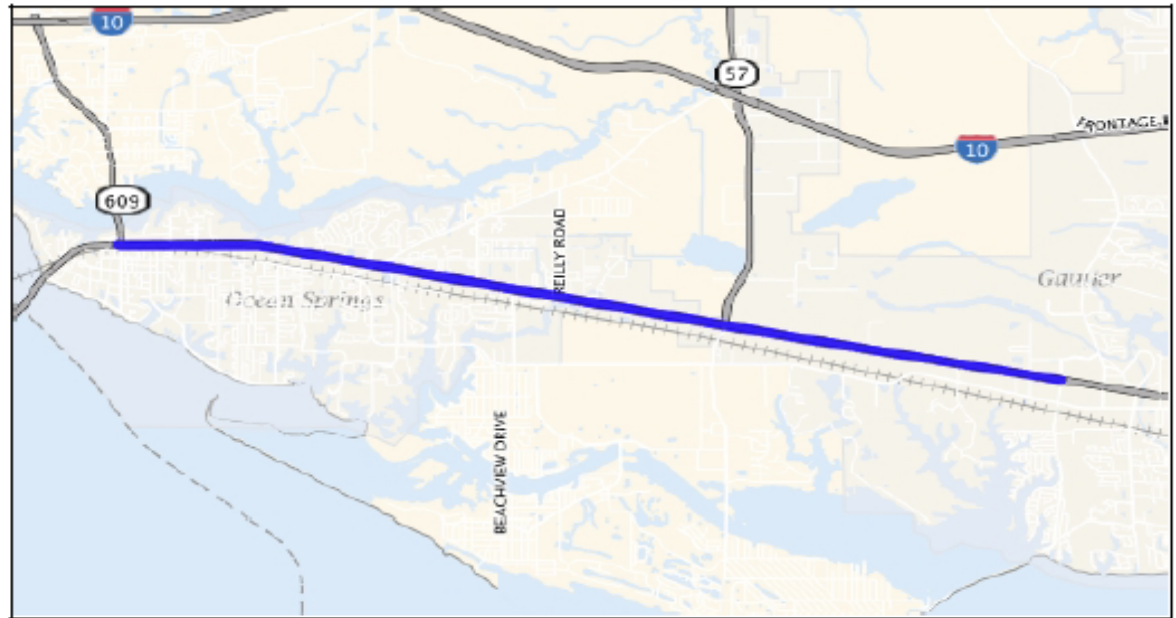 10
57
FRONTAGE
10
609
REILLY ROAD
Gautier
Ocean Springs
BEACHVIEW DRIVE